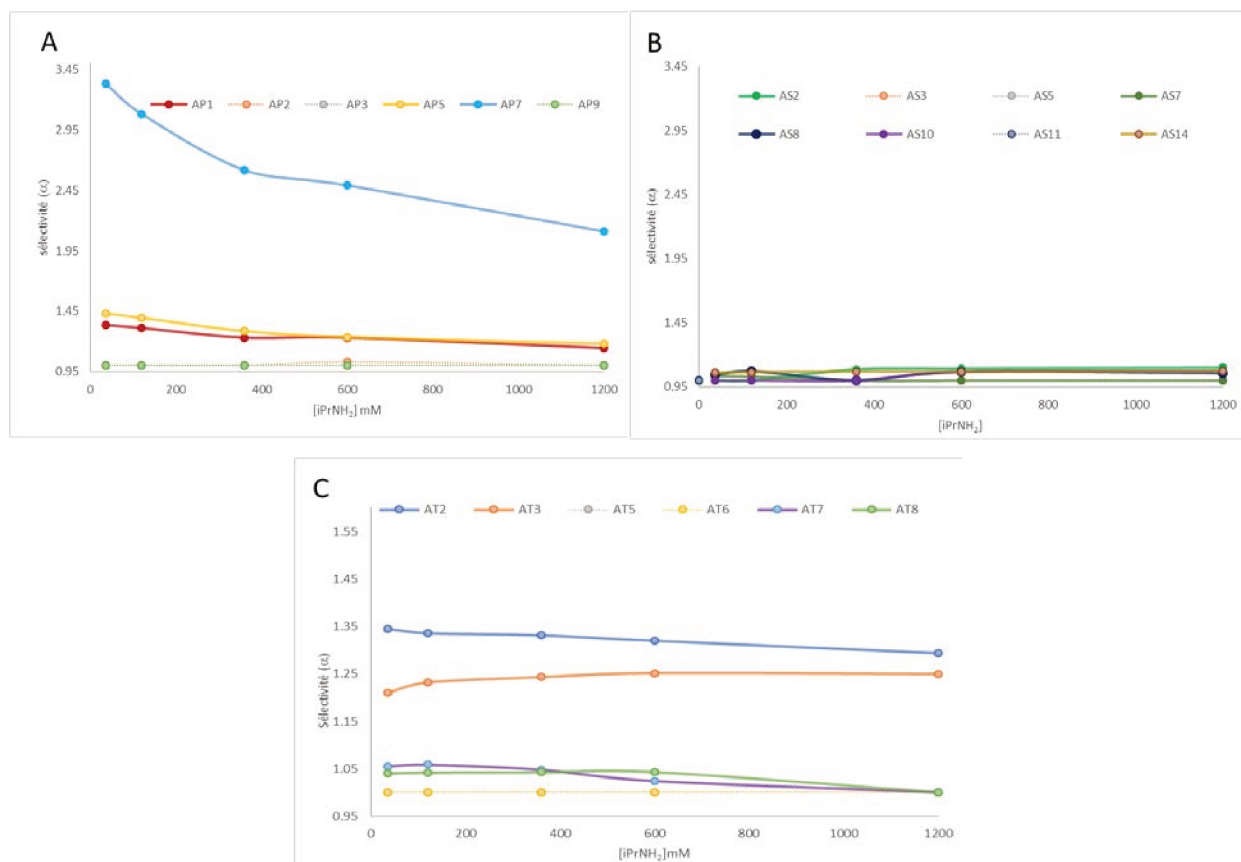 A
3.45
AP1 AP2 AP3 AP5 AP7 AP9
2.95
2.45
1.95
1.45
0.95
sélectivité (α)
0 200 400 600 800 1000 1200
[iPrNH₂] mM
B
3.45
AS2 AS3 AS5 AS7
2.95
AS8 AS10 AS11 AS14
2.45
1.95
1.45
0.95
sélectivité (α)
0 200 400 600 800 1000 1200
[iPrNH₂]
C
AT2 AT3 AT5 AT6 AT7 AT8
1.55
1.45
1.35
1.25
1.15
1.05
0.95
Sélectivité (α)
0 200 400 600 800 1000 1200
[iPrNH₂]mM